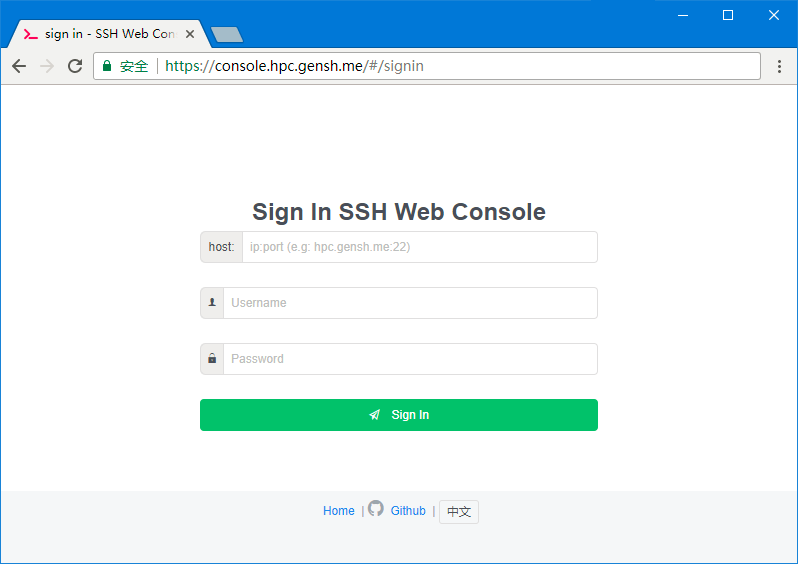 sign in - SSH Web Con
安全 | https://console.hpc.gensh.me/#/signin
Sign In SSH Web Console
host: ip:port (e.g: hpc.gensh.me:22)
Username
Password
Sign In
Home | Github | 中文